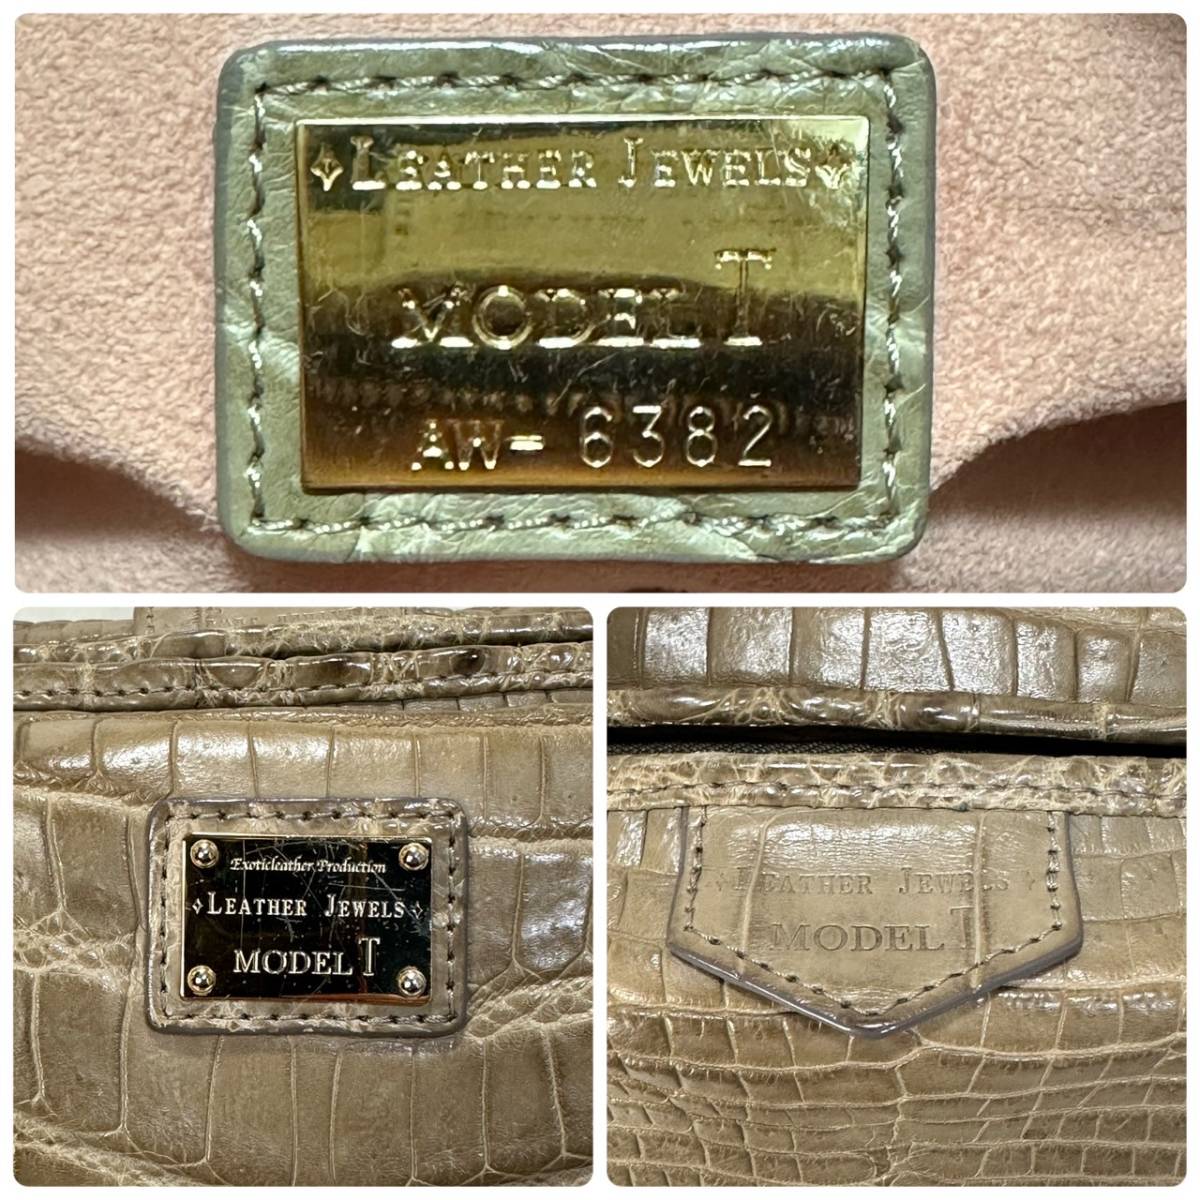 ✧LEATHER JEWELS✧
MODEL T
AW- 6382
Exoticleather Production
✧LEATHER JEWELS✧
MODEL T
✧LEATHER JEWELS✧
MODEL T